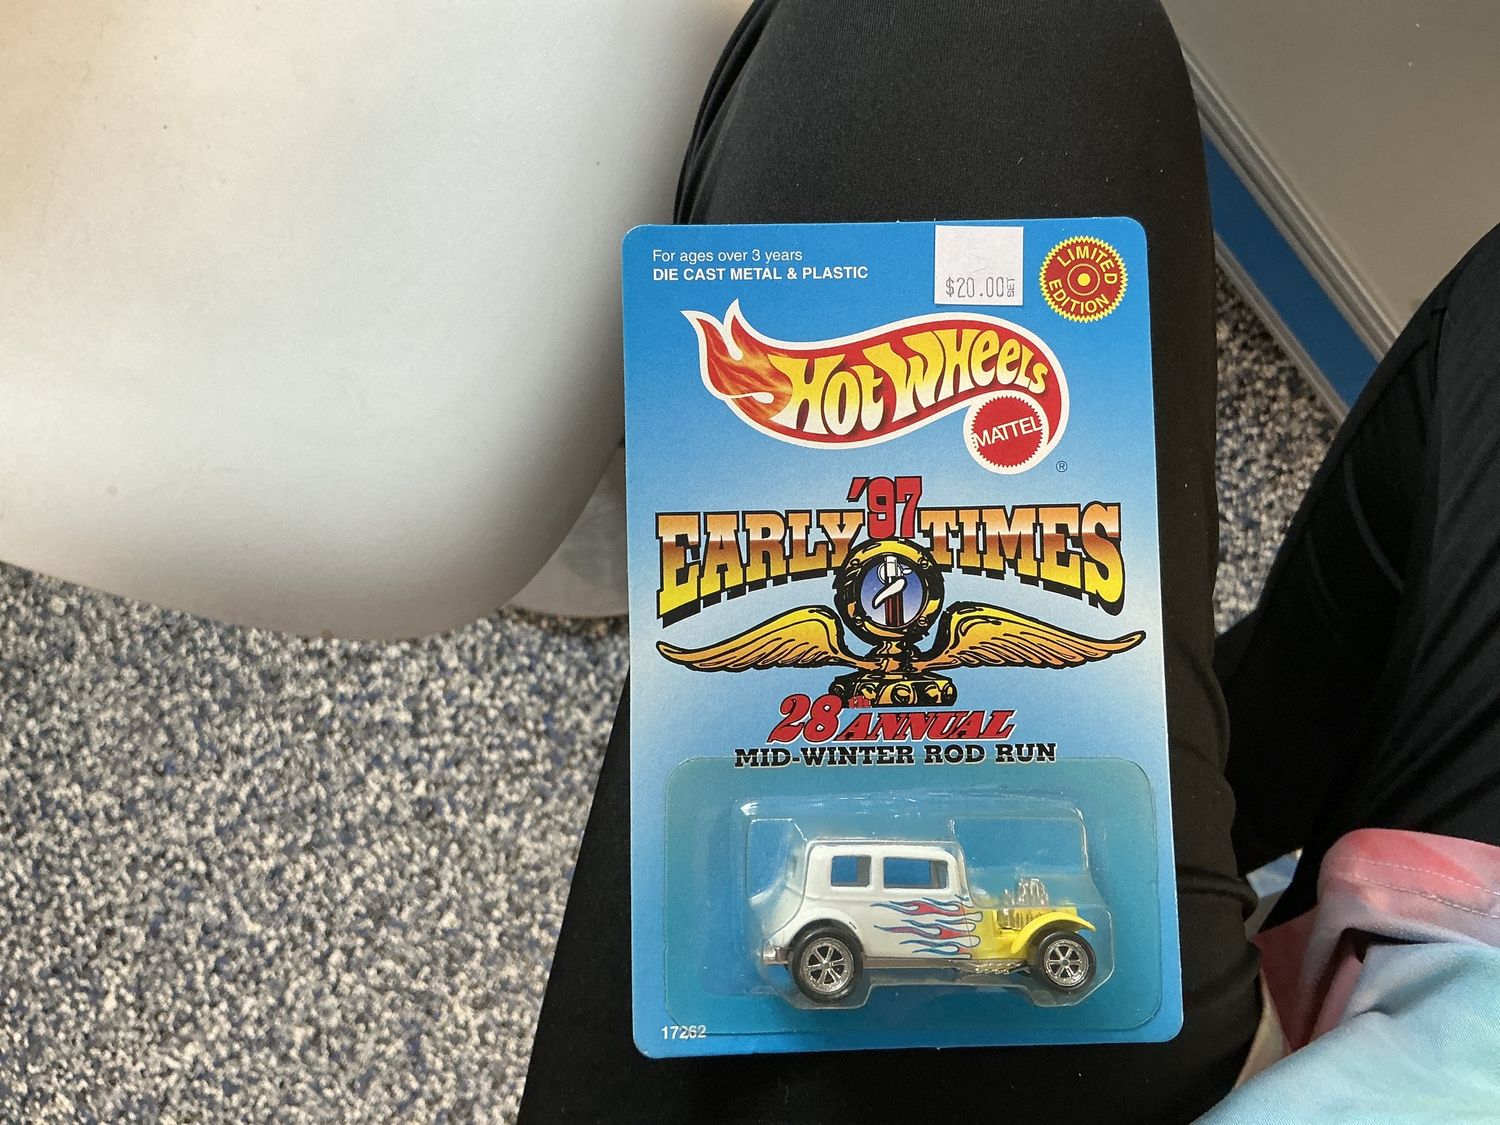 For ages over 3 years
DIE CAST METAL & PLASTIC
$20.00
SET
LIMITED
EDITION
HOT WHEELS
MATTEL
®
'97
EARLY TIMES
28th ANNUAL
MID-WINTER ROD RUN
17262